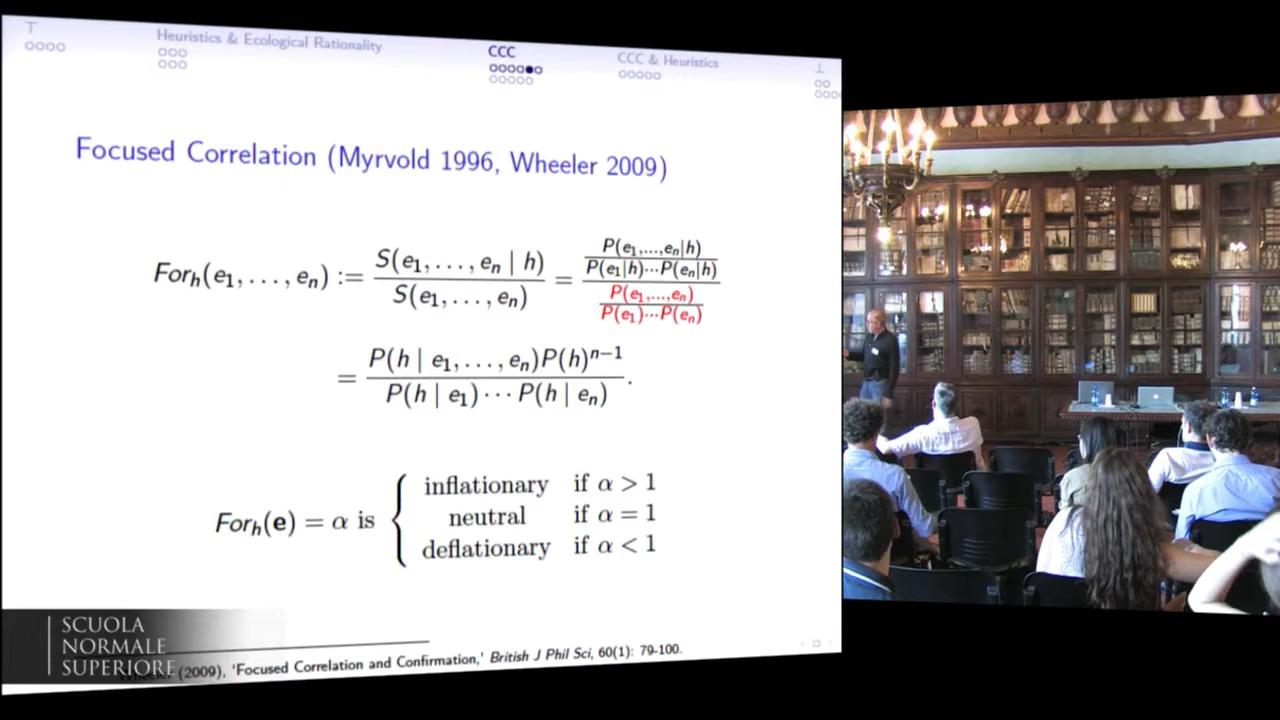 ⊤
Heuristics & Ecological Rationality
CCC
CCC & Heuristics
⊥
Focused Correlation (Myrvold 1996, Wheeler 2009)
For_h(e_1, . . . , e_n) := S(e_1, . . . , e_n | h) / S(e_1, . . . , e_n) = [P(e_1,...,e_n|h) / P(e_1|h)···P(e_n|h)] / [P(e_1,...,e_n) / P(e_1)···P(e_n)]
= P(h | e_1, . . . , e_n)P(h)^{n−1} / P(h | e_1) · · · P(h | e_n) .
For_h(e) = α is { inflationary if α > 1
neutral if α = 1
deflationary if α < 1
(2009), 'Focused Correlation and Confirmation,' British J Phil Sci, 60(1): 79-100.
SCUOLA
NORMALE
SUPERIORE